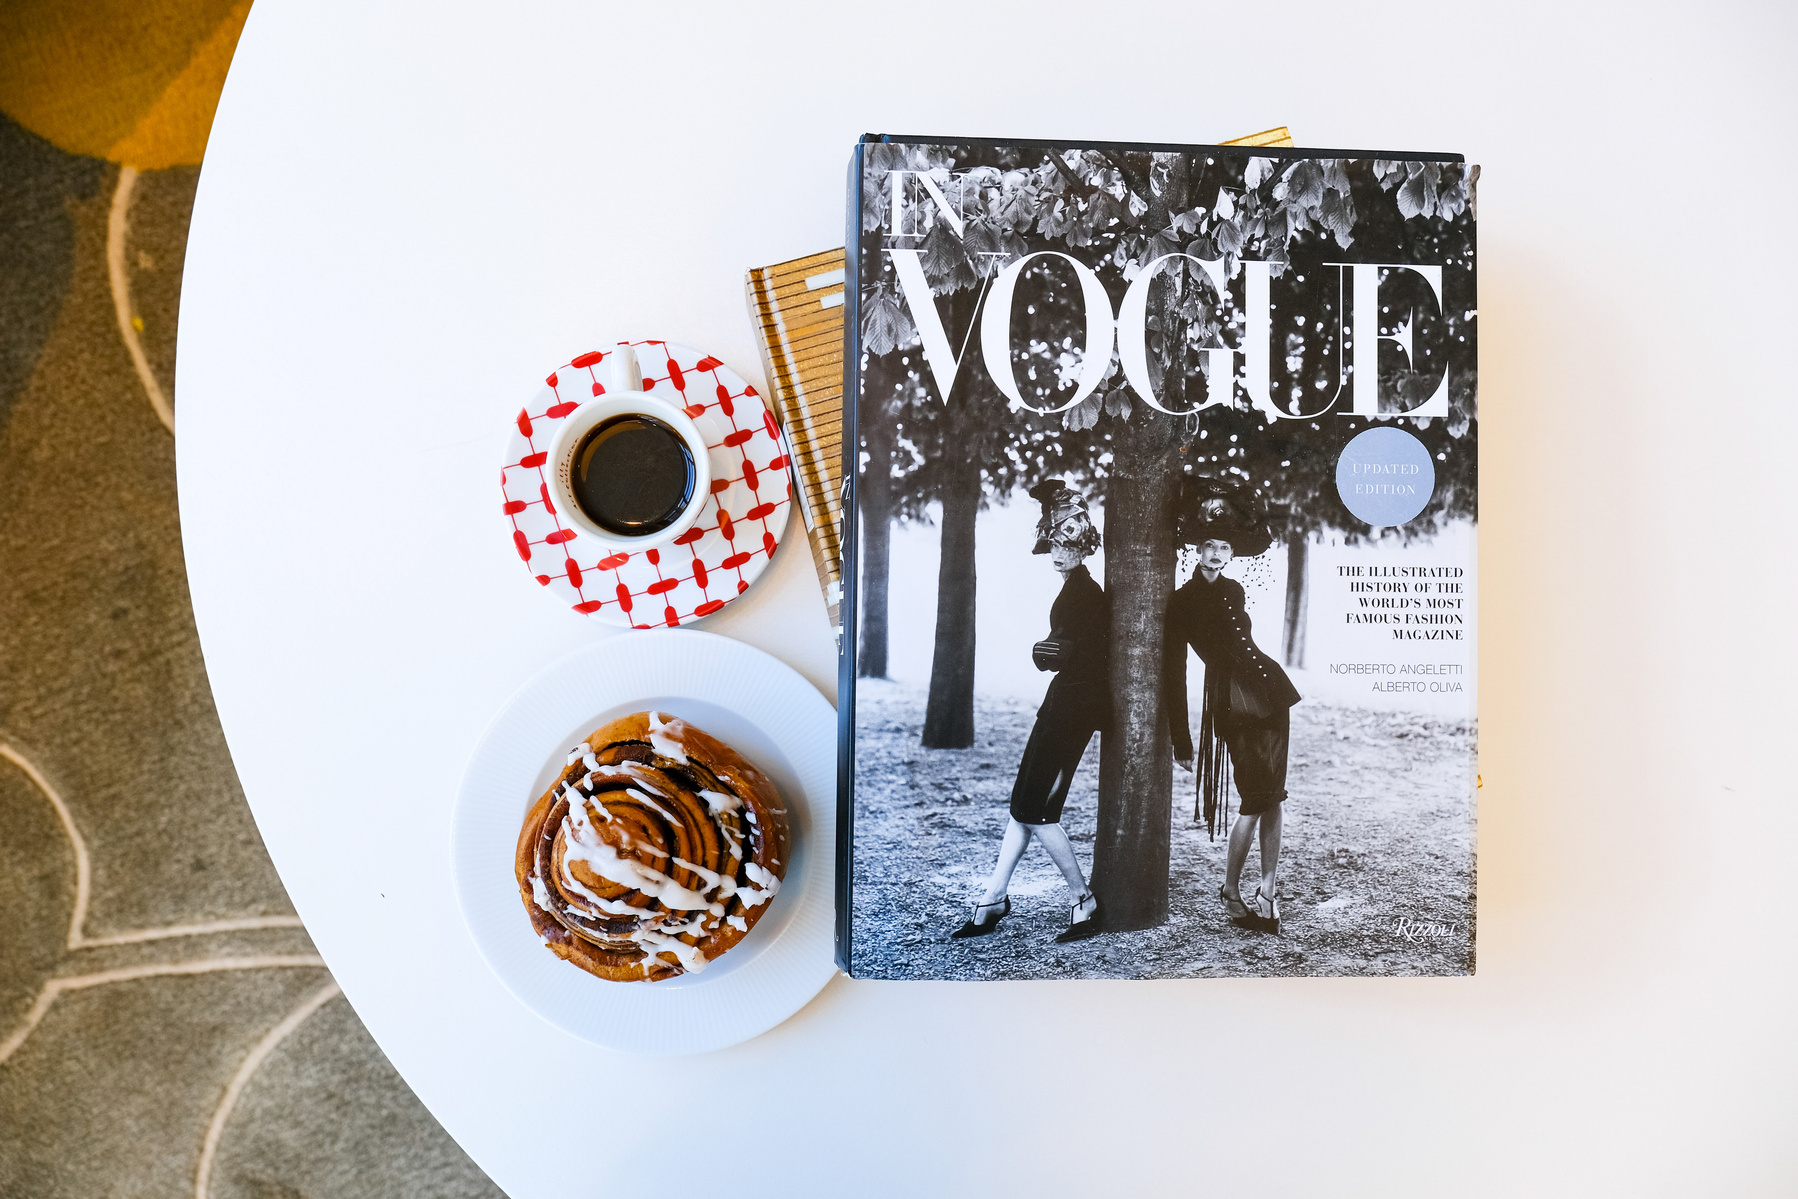 IN
VOGUE
UPDATED
EDITION
THE ILLUSTRATED
HISTORY OF THE
WORLD'S MOST
FAMOUS FASHION
MAGAZINE
NORBERTO ANGELETTI
ALBERTO OLIVA
RIZZOLI